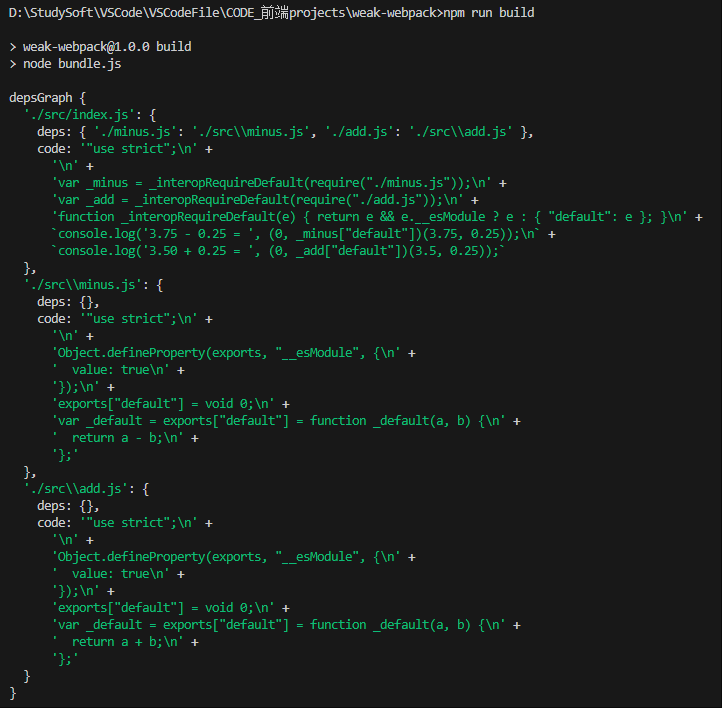 D:\StudySoft\VSCode\VSCodeFile\CODE_前端projects\weak-webpack>npm run build
> weak-webpack@1.0.0 build
> node bundle.js
depsGraph {
  './src/index.js': {
    deps: { './minus.js': './src\\minus.js', './add.js': './src\\add.js' },
    code: '"use strict";\n' +
      '\n' +
      'var _minus = _interopRequireDefault(require("./minus.js"));\n' +
      'var _add = _interopRequireDefault(require("./add.js"));\n' +
      'function _interopRequireDefault(e) { return e && e.__esModule ? e : { "default": e }; }\n' +
      `console.log('3.75 - 0.25 = ', (0, _minus["default"])(3.75, 0.25));\n` +
      `console.log('3.50 + 0.25 = ', (0, _add["default"])(3.5, 0.25));`
  },
  './src\\minus.js': {
    deps: {},
    code: '"use strict";\n' +
      '\n' +
      'Object.defineProperty(exports, "__esModule", {\n' +
      '  value: true\n' +
      '});\n' +
      'exports["default"] = void 0;\n' +
      'var _default = exports["default"] = function _default(a, b) {\n' +
      '  return a - b;\n' +
      '};'
  },
  './src\\add.js': {
    deps: {},
    code: '"use strict";\n' +
      '\n' +
      'Object.defineProperty(exports, "__esModule", {\n' +
      '  value: true\n' +
      '});\n' +
      'exports["default"] = void 0;\n' +
      'var _default = exports["default"] = function _default(a, b) {\n' +
      '  return a + b;\n' +
      '};'
  }
}